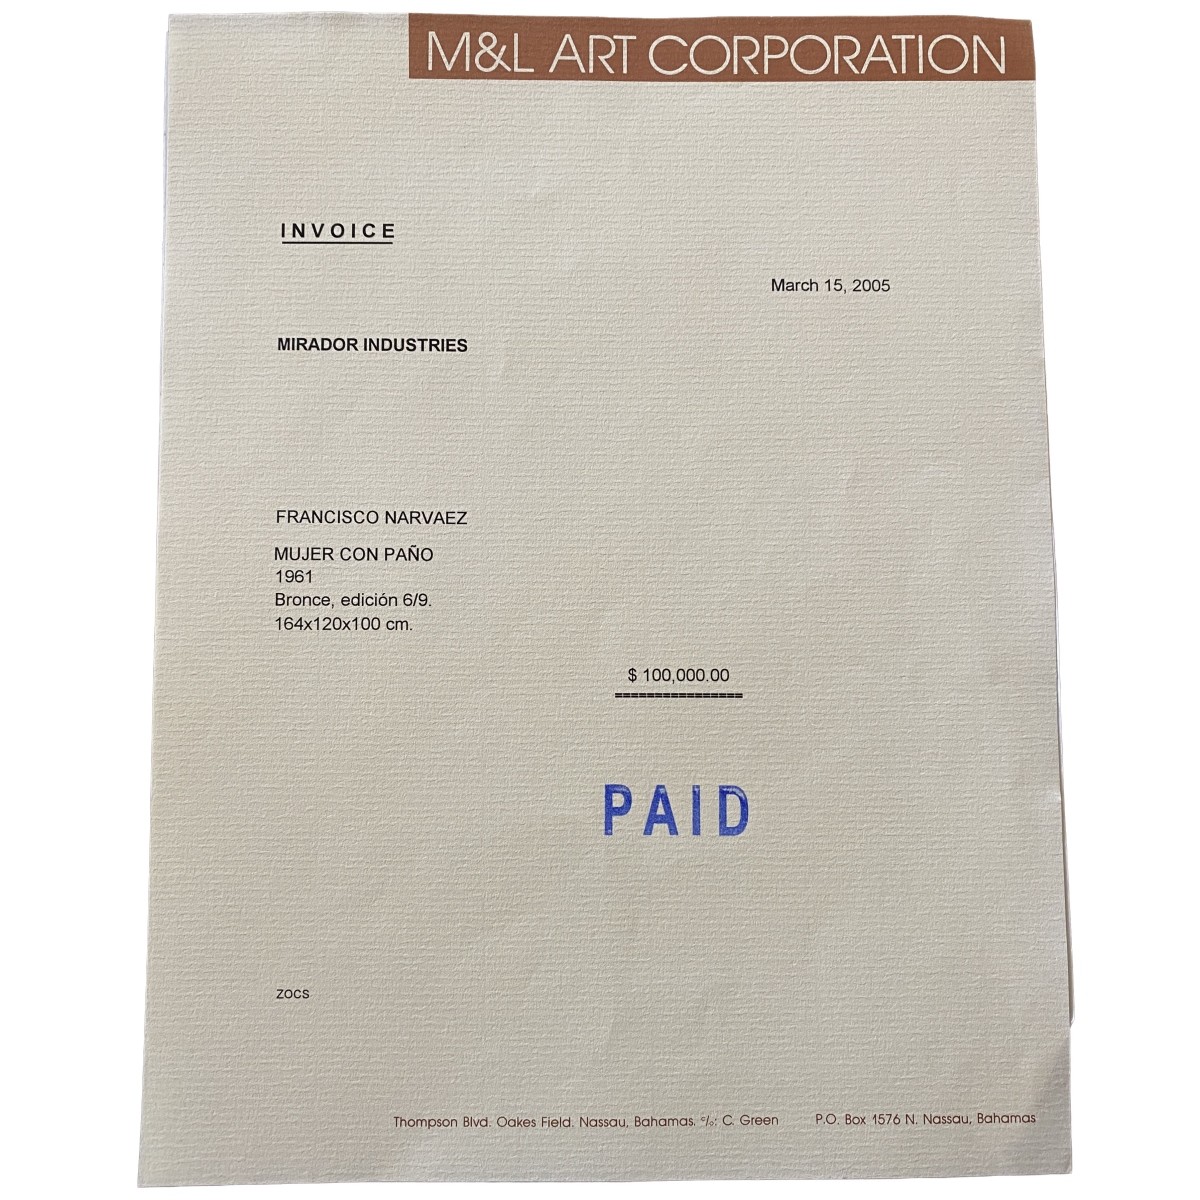 M&L ART CORPORATION
INVOICE
March 15, 2005
MIRADOR INDUSTRIES
FRANCISCO NARVAEZ
MUJER CON PAÑO
1961
Bronce, edición 6/9.
164x120x100 cm.
$ 100,000.00
================
PAID
zocs
Thompson Blvd. Oakes Field. Nassau, Bahamas. c/o: C. Green P.O. Box 1576 N. Nassau, Bahamas